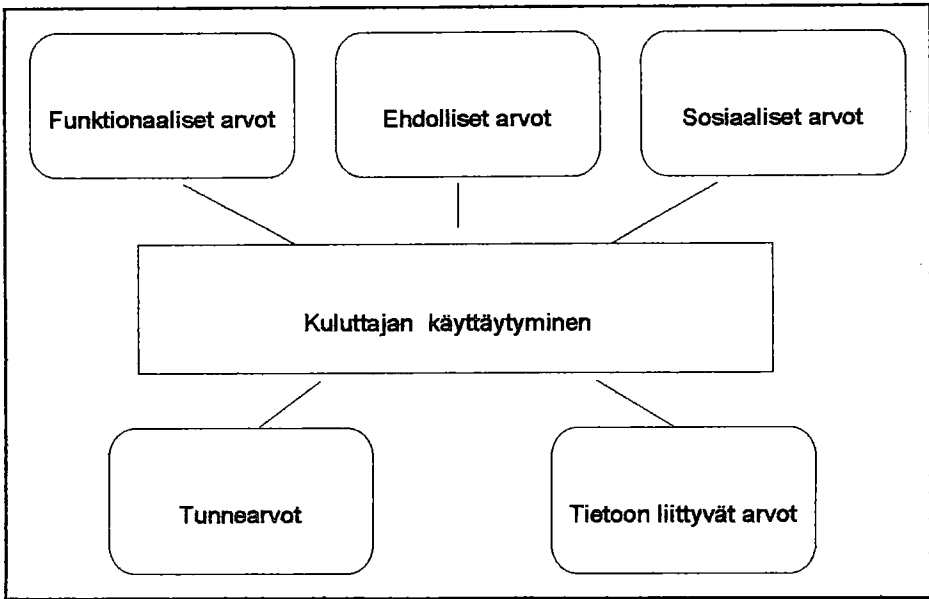 Funktionaaliset arvot
Ehdolliset arvot
Sosiaaliset arvot
Kuluttajan käyttäytyminen
Tunnearvot
Tietoon liittyvät arvot